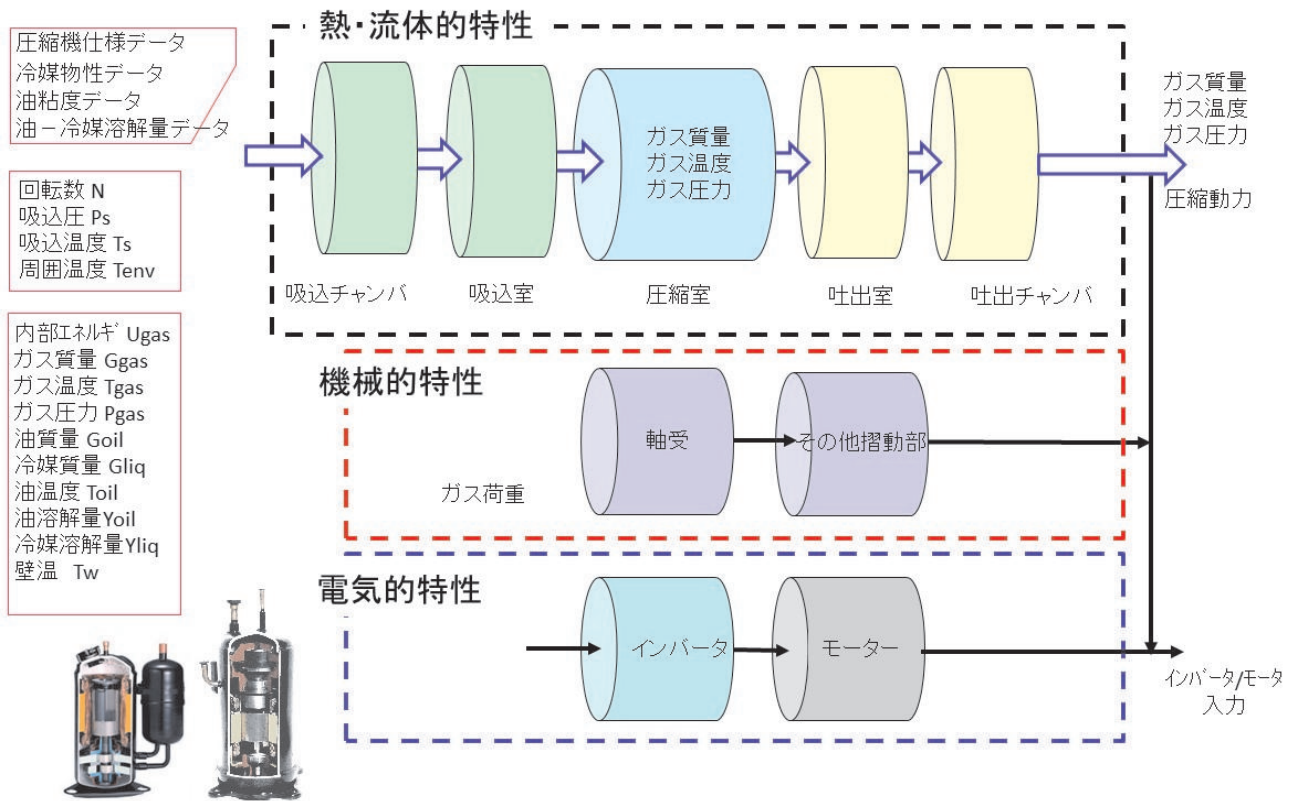 熱・流体的特性
圧縮機仕様データ
冷媒物性データ
油粘度データ
油－冷媒溶解量データ
回転数 N
吸込圧 Ps
吸込温度 Ts
周囲温度 Tenv
内部エネルギ Ugas
ガス質量 Ggas
ガス温度 Tgas
ガス圧力 Pgas
油質量 Goil
冷媒質量 Gliq
油温度 Toil
油溶解量Yoil
冷媒溶解量Yliq
壁温 Tw
ガス質量
ガス温度
ガス圧力
吸込チャンバ
吸込室
圧縮室
吐出室
吐出チャンバ
ガス質量
ガス温度
ガス圧力
圧縮動力
機械的特性
軸受
その他摺動部
ガス荷重
電気的特性
インバータ
モーター
インバータ/モータ
入力